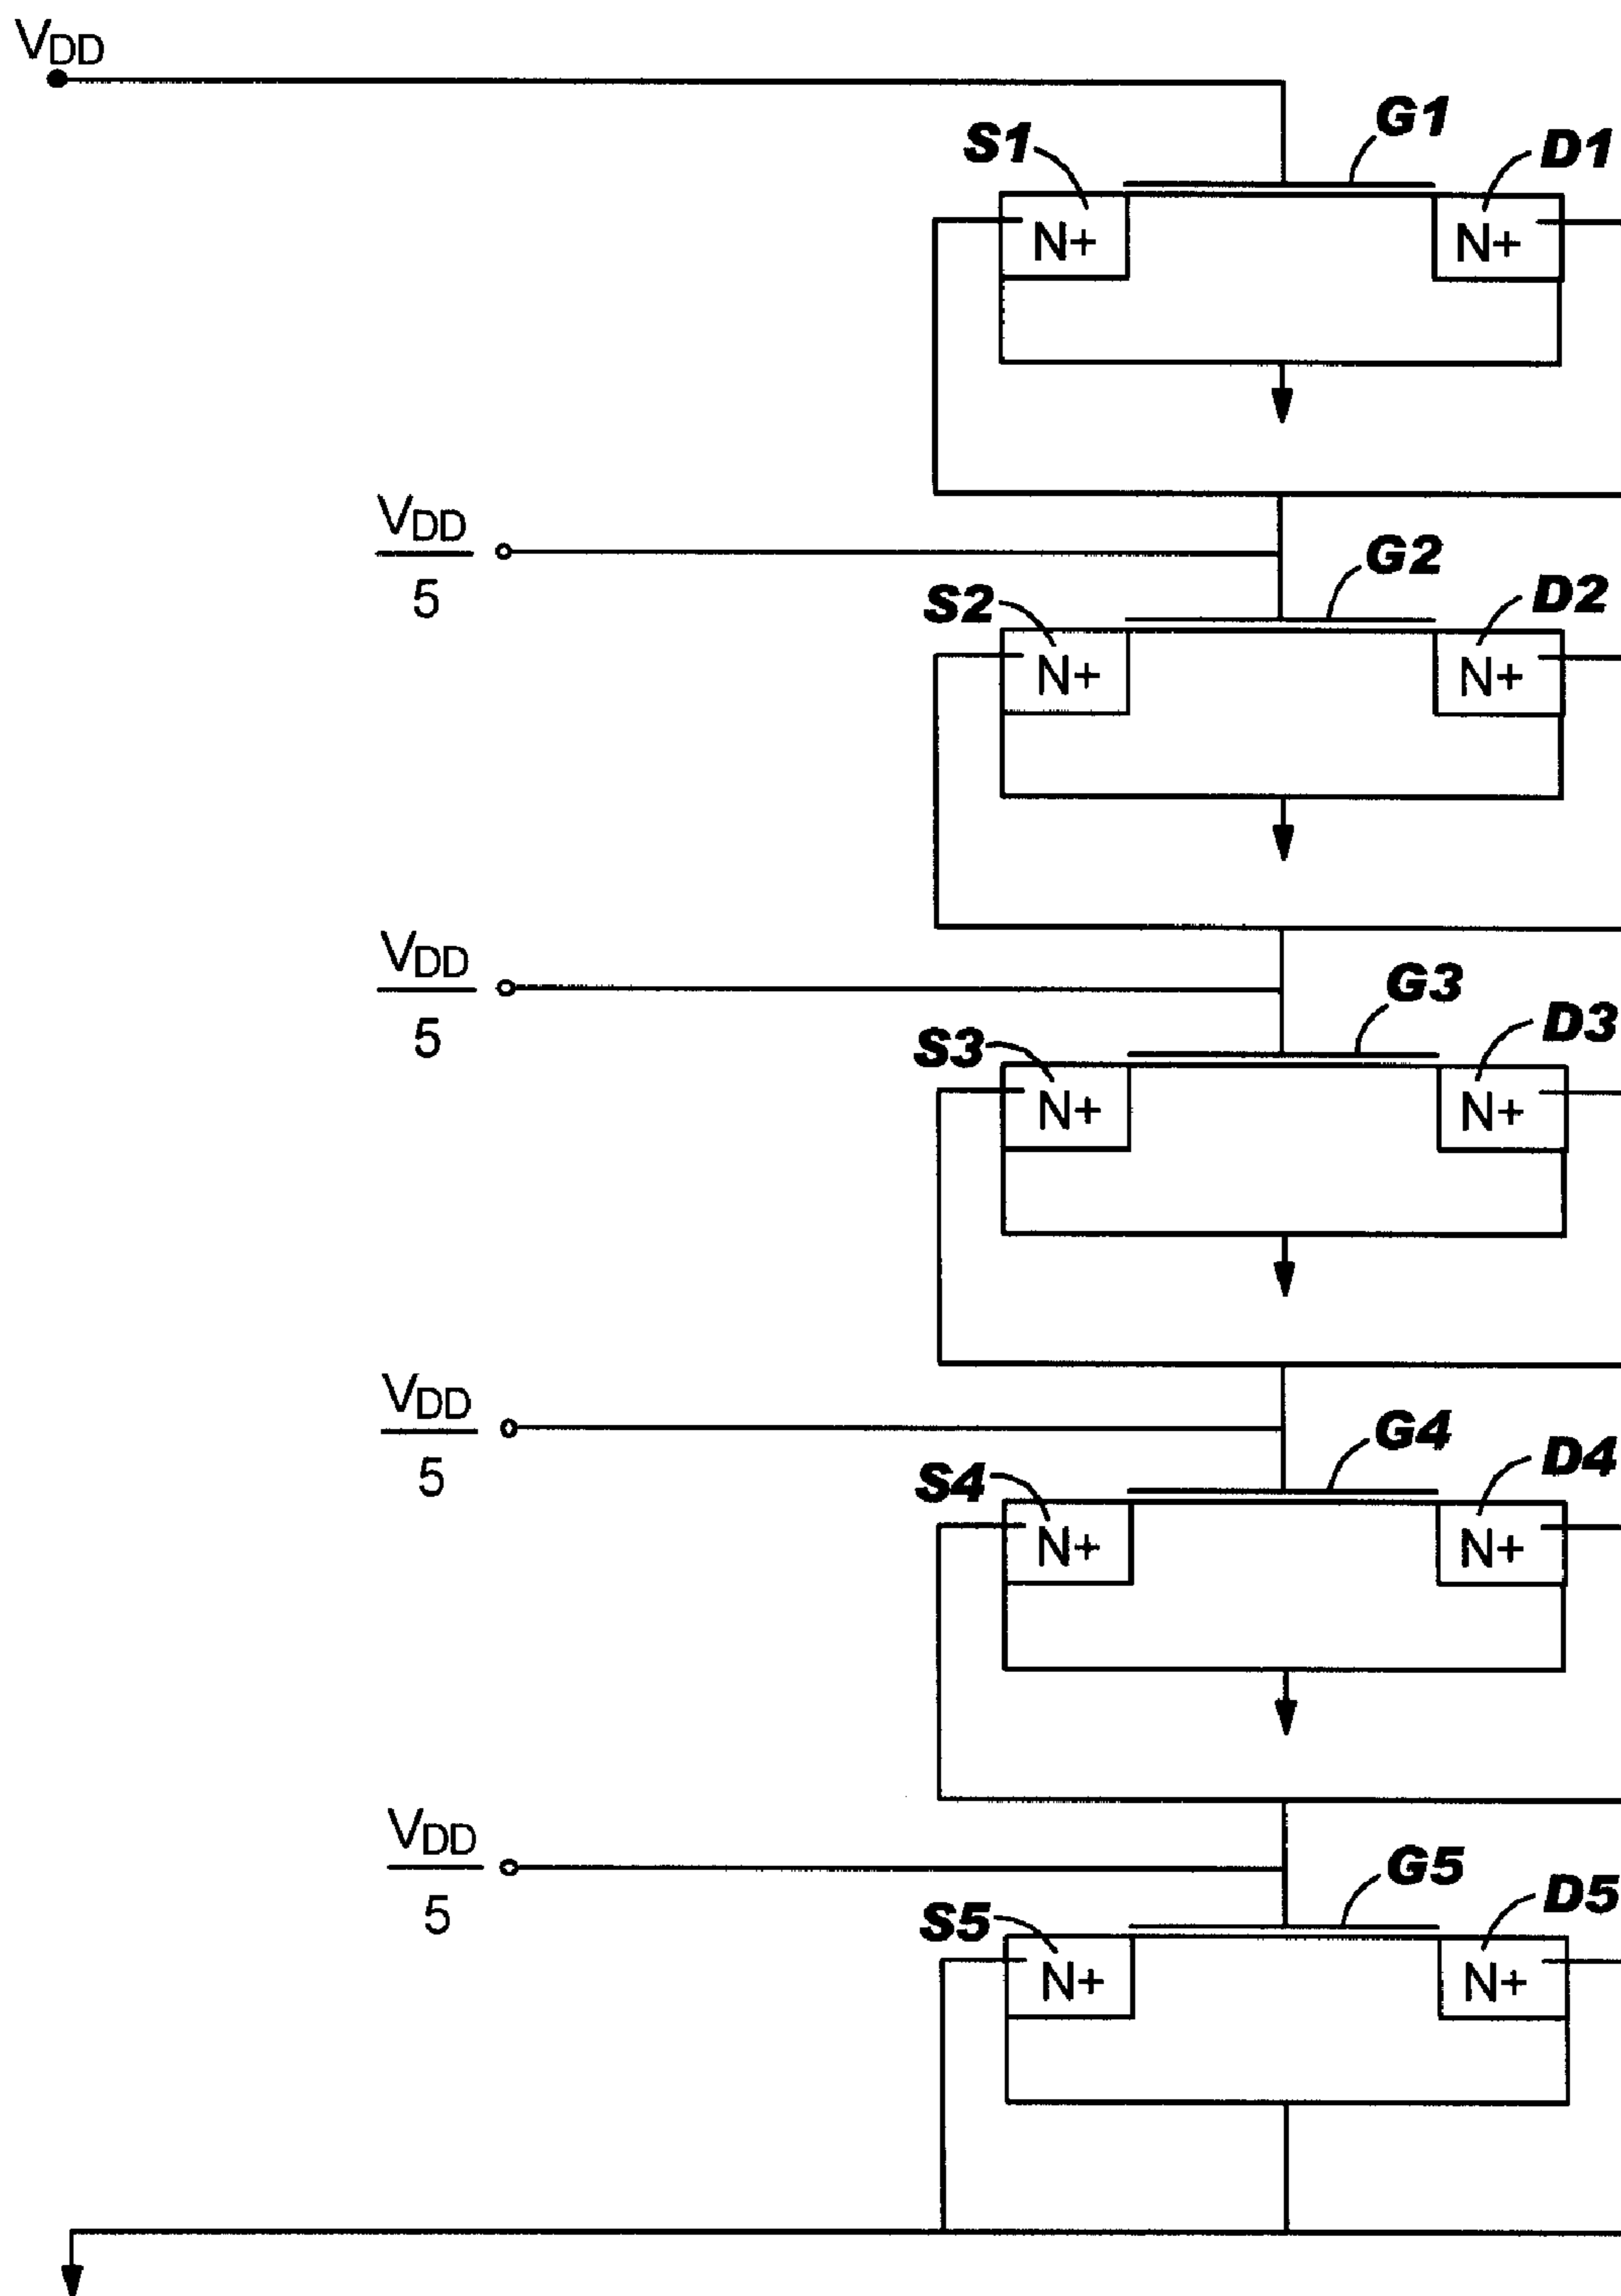 VDD
S1 G1 D1
N+ N+
VDD
5
S2 G2 D2
N+ N+
VDD
5
S3 G3 D3
N+ N+
VDD
5
S4 G4 D4
N+ N+
VDD
5
S5 G5 D5
N+ N+